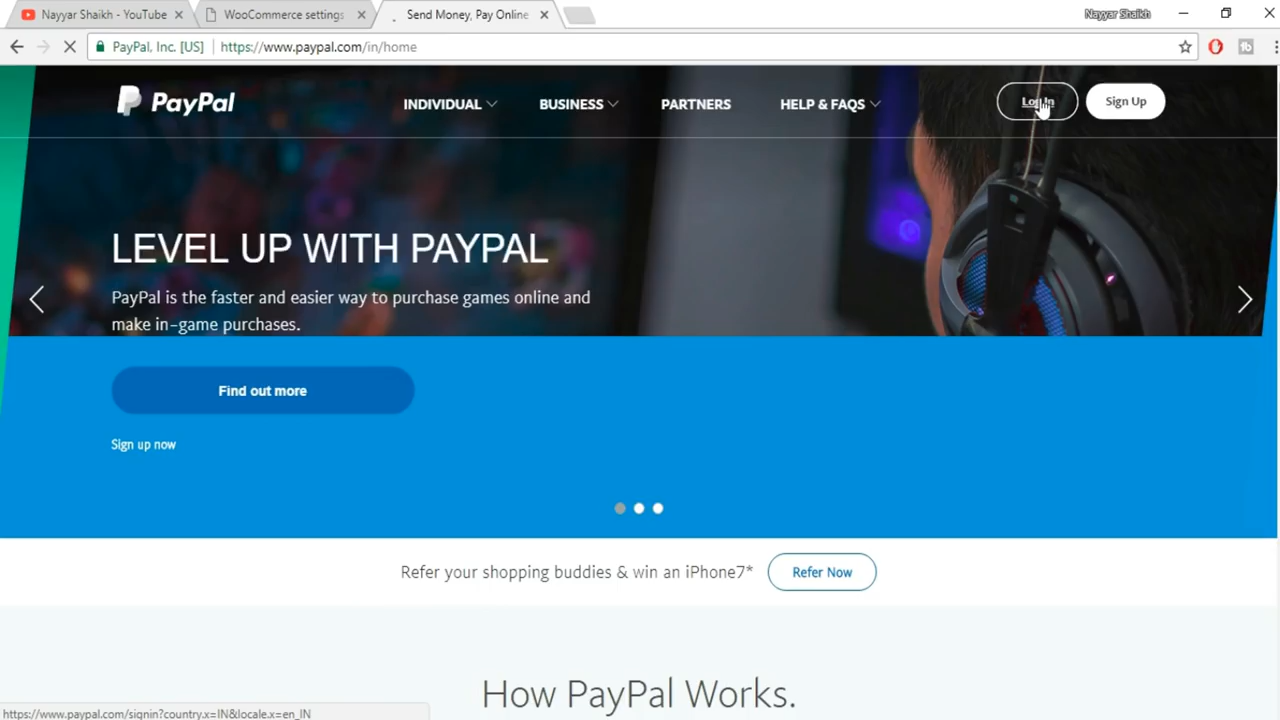 Nayyar Shaikh - YouTube
WooCommerce settings
Send Money, Pay Online
Nayyar Shaikh
PayPal, Inc. [US]
https://www.paypal.com/in/home
PayPal
INDIVIDUAL
BUSINESS
PARTNERS
HELP & FAQS
Log In
Sign Up
LEVEL UP WITH PAYPAL
PayPal is the faster and easier way to purchase games online and
make in-game purchases.
Find out more
Sign up now
Refer your shopping buddies & win an iPhone7*
Refer Now
How PayPal Works.
https://www.paypal.com/signin?country.x=IN&locale.x=en_IN